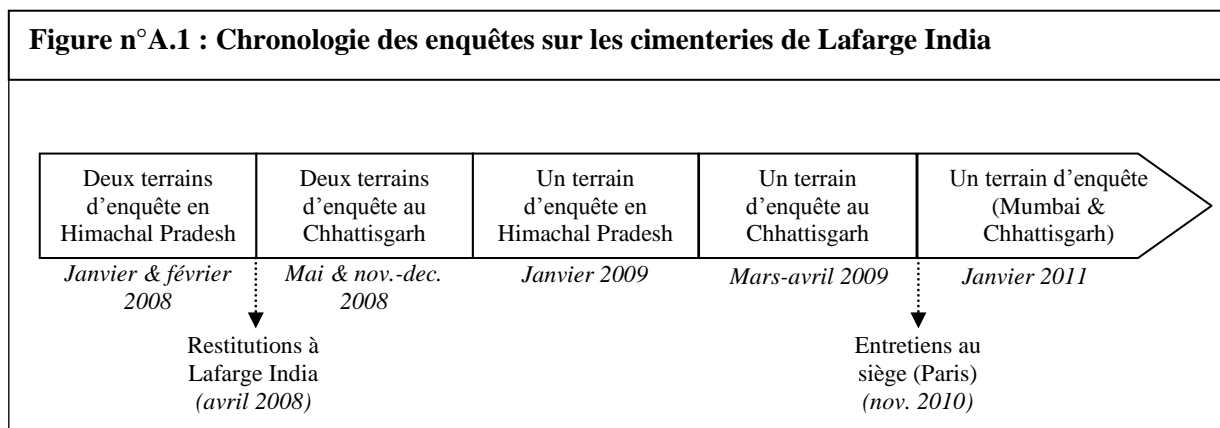 Figure n°A.1 : Chronologie des enquêtes sur les cimenteries de Lafarge India
Deux terrains
d'enquête en
Himachal Pradesh
Deux terrains
d'enquête au
Chhattisgarh
Un terrain
d'enquête en
Himachal Pradesh
Un terrain
d'enquête au
Chhattisgarh
Un terrain d'enquête
(Mumbai &
Chhattisgarh)
Janvier & février
2008
Mai & nov.-dec.
2008
Janvier 2009
Mars-avril 2009
Janvier 2011
Restitutions à
Lafarge India
(avril 2008)
Entretiens au
siège (Paris)
(nov. 2010)